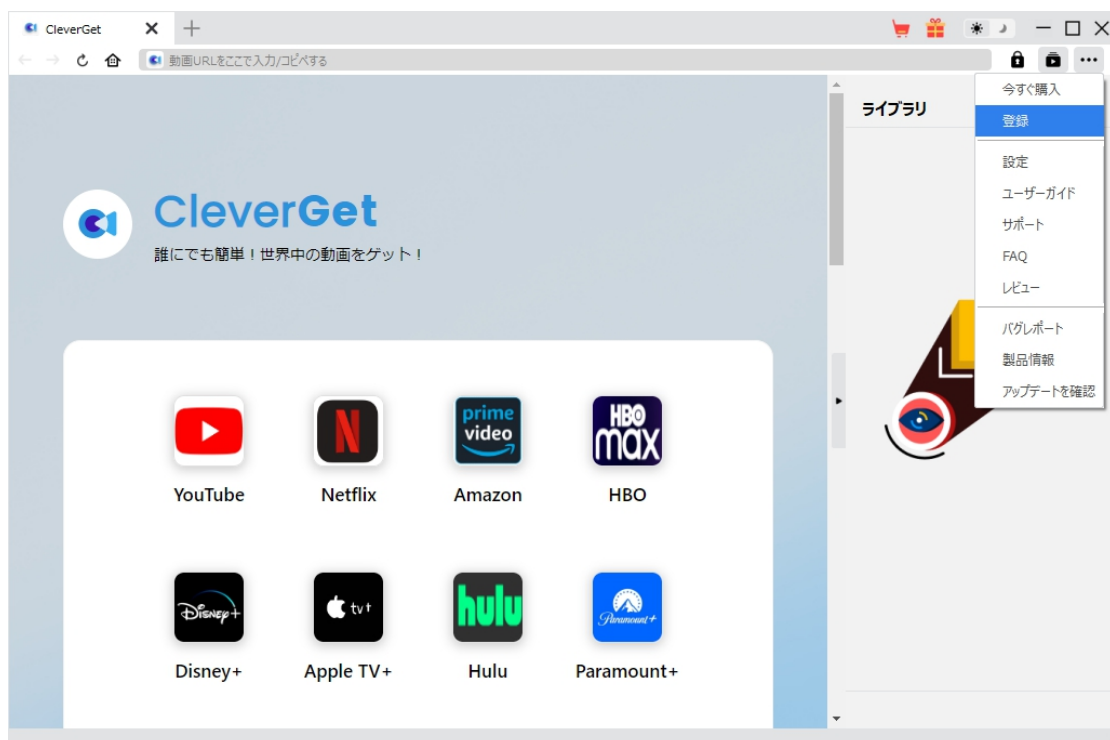 CleverGet
動画URLをここで入力/コピペする
今すぐ購入
登録
設定
ユーザーガイド
サポート
FAQ
レビュー
バグレポート
製品情報
アップデートを確認
ライブラリ
CleverGet
誰にでも簡単！世界中の動画をゲット！
prime video
HBO max
N
YouTube Netflix Amazon HBO
Disney+ tv+ hulu Paramount+
Disney+ Apple TV+ Hulu Paramount+